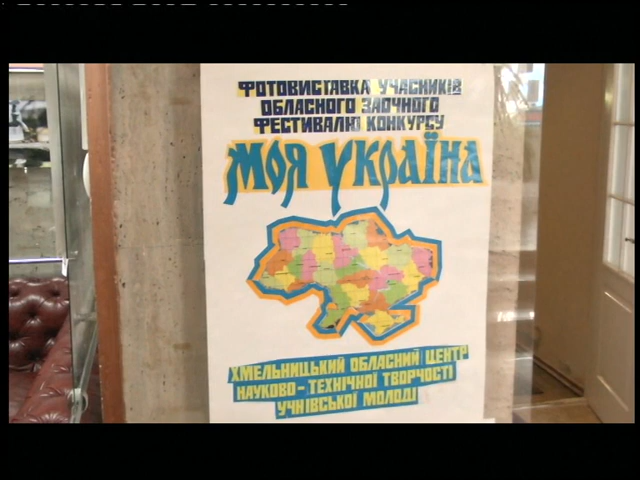 ФОТОВИСТАВКА УЧАСНИКІВ
ОБЛАСНОГО ЗАОЧНОГО
ФЕСТИВАЛЮ КОНКУРСУ
МОЯ УКРАЇНА
ХМЕЛЬНИЦЬКИЙ ОБЛАСНИЙ ЦЕНТР
НАУКОВО-ТЕХНІЧНОЇ ТВОРЧОСТІ
УЧНІВСЬКОЇ МОЛОДІ